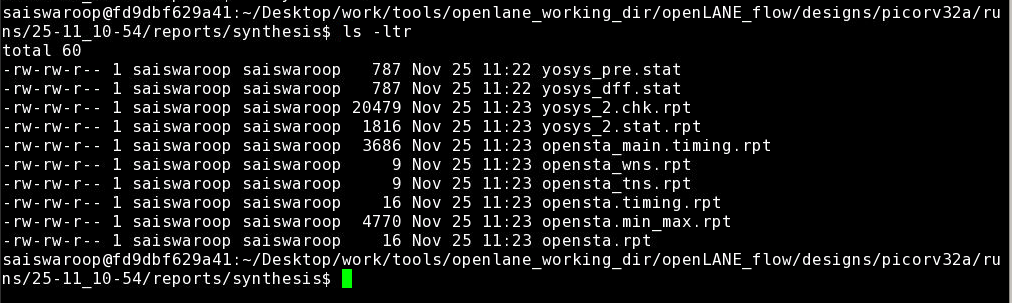 saiswaroop@fd9dbf629a41:~/Desktop/work/tools/openlane_working_dir/openLANE_flow/designs/picorv32a/ru
ns/25-11_10-54/reports/synthesis$ ls -ltr
total 60
-rw-rw-r-- 1 saiswaroop saiswaroop   787 Nov 25 11:22 yosys_pre.stat
-rw-rw-r-- 1 saiswaroop saiswaroop   787 Nov 25 11:22 yosys_dff.stat
-rw-rw-r-- 1 saiswaroop saiswaroop 20479 Nov 25 11:23 yosys_2.chk.rpt
-rw-rw-r-- 1 saiswaroop saiswaroop  1816 Nov 25 11:23 yosys_2.stat.rpt
-rw-rw-r-- 1 saiswaroop saiswaroop  3686 Nov 25 11:23 opensta_main.timing.rpt
-rw-rw-r-- 1 saiswaroop saiswaroop     9 Nov 25 11:23 opensta_wns.rpt
-rw-rw-r-- 1 saiswaroop saiswaroop     9 Nov 25 11:23 opensta_tns.rpt
-rw-rw-r-- 1 saiswaroop saiswaroop    16 Nov 25 11:23 opensta.timing.rpt
-rw-rw-r-- 1 saiswaroop saiswaroop  4770 Nov 25 11:23 opensta.min_max.rpt
-rw-rw-r-- 1 saiswaroop saiswaroop    16 Nov 25 11:23 opensta.rpt
saiswaroop@fd9dbf629a41:~/Desktop/work/tools/openlane_working_dir/openLANE_flow/designs/picorv32a/ru
ns/25-11_10-54/reports/synthesis$